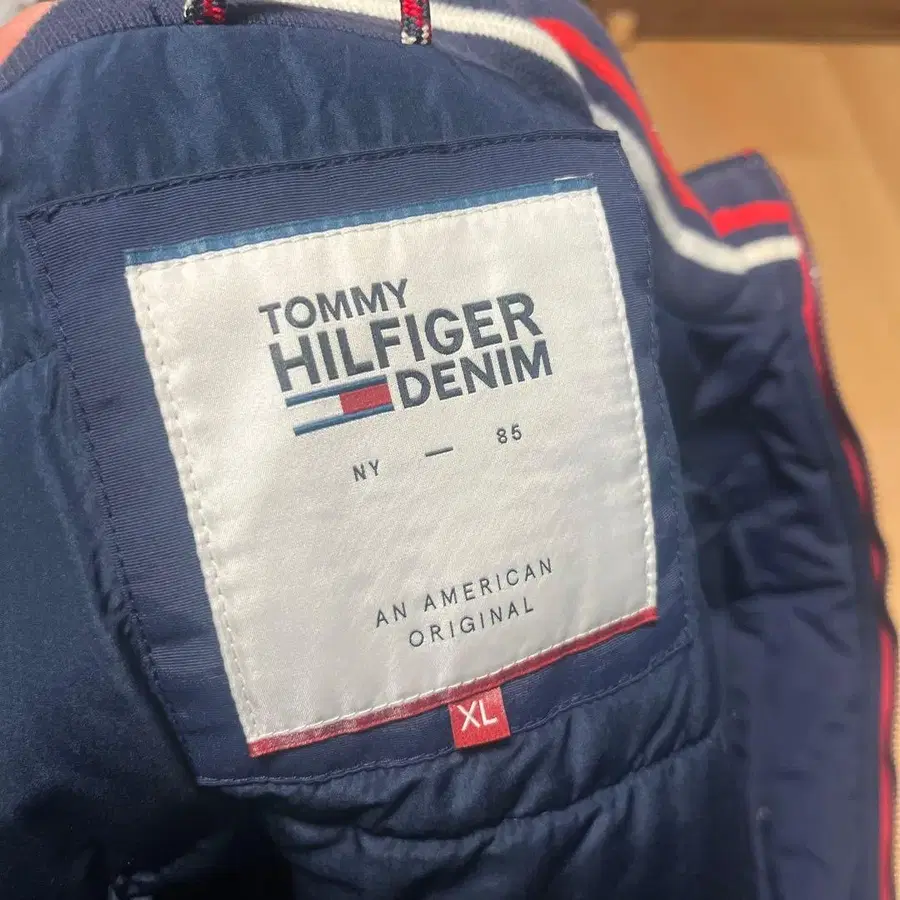 TOMMY
HILFIGER
DENIM
NY — 85
AN AMERICAN
ORIGINAL
XL